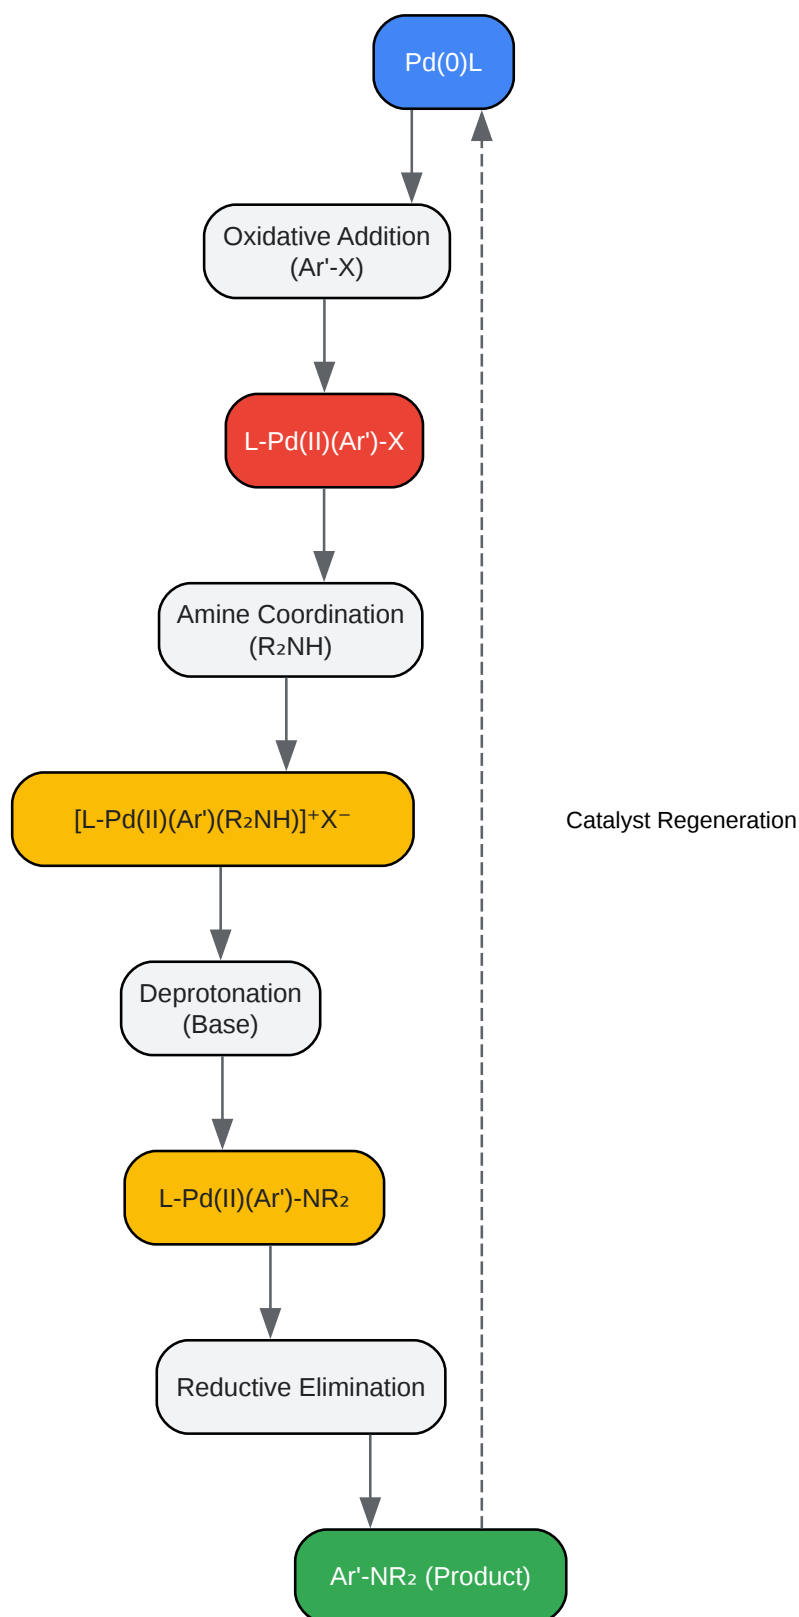 Pd(0)L
Oxidative Addition
(Ar'-X)
L-Pd(II)(Ar')-X
Amine Coordination
(R₂NH)
[L-Pd(II)(Ar')(R₂NH)]⁺X⁻
Catalyst Regeneration
Deprotonation
(Base)
L-Pd(II)(Ar')-NR₂
Reductive Elimination
Ar'-NR₂ (Product)